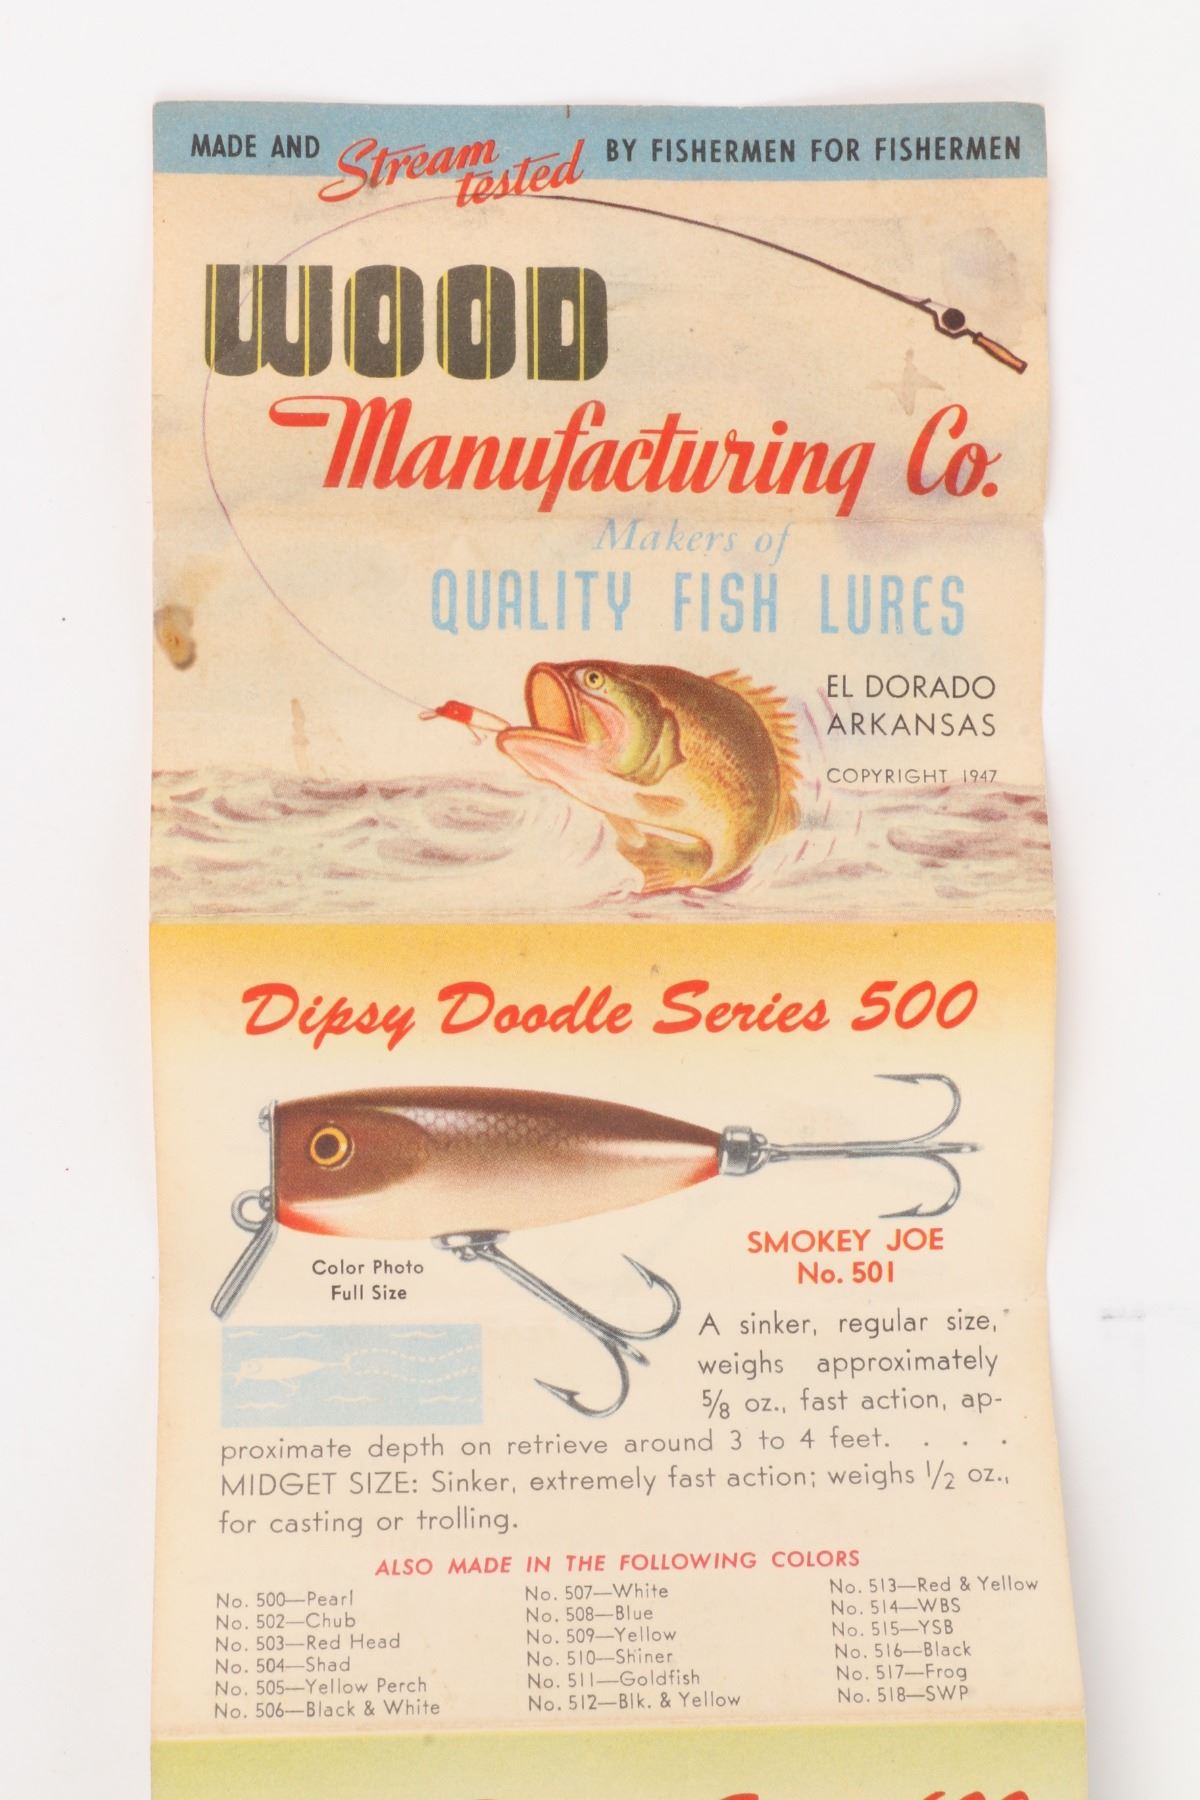 MADE AND Stream tested BY FISHERMEN FOR FISHERMEN
WOOD
Manufacturing Co.
Makers of
QUALITY FISH LURES
EL DORADO
ARKANSAS
COPYRIGHT 1947
Dipsy Doodle Series 500
SMOKEY JOE
No. 501
Color Photo
Full Size
A sinker, regular size,
weighs approximately
5/8 oz., fast action, ap-
proximate depth on retrieve around 3 to 4 feet. . . .
MIDGET SIZE: Sinker, extremely fast action; weighs 1/2 oz.,
for casting or trolling.
ALSO MADE IN THE FOLLOWING COLORS
No. 500—Pearl
No. 502—Chub
No. 503—Red Head
No. 504—Shad
No. 505—Yellow Perch
No. 506—Black & White
No. 507—White
No. 508—Blue
No. 509—Yellow
No. 510—Shiner
No. 511—Goldfish
No. 512—Blk. & Yellow
No. 513—Red & Yellow
No. 514—WBS
No. 515—YSB
No. 516—Black
No. 517—Frog
No. 518—SWP